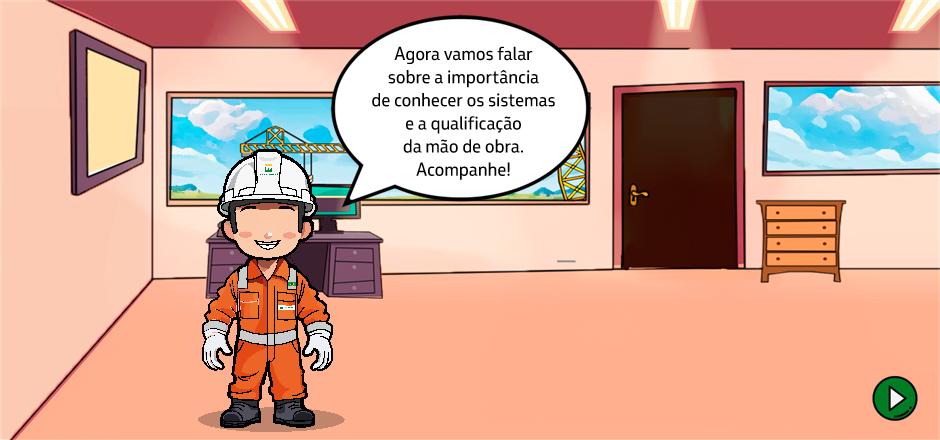 Agora vamos falar
sobre a importância
de conhecer os sistemas
e a qualificação
da mão de obra.
Acompanhe!